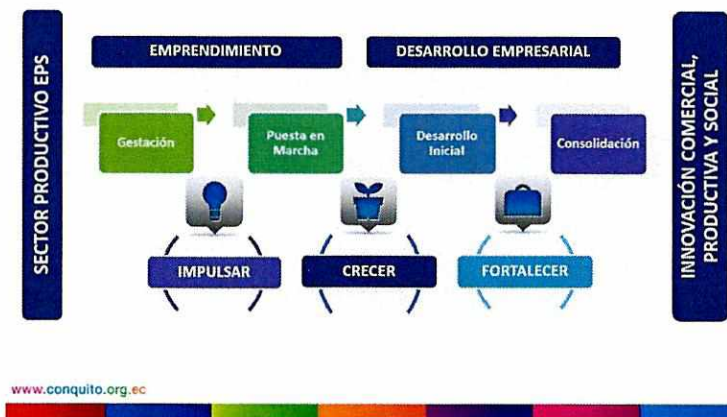 SECTOR PRODUCTIVO EPS
EMPRENDIMIENTO
DESARROLLO EMPRESARIAL
Gestación
Puesta en
Marcha
Desarrollo
Inicial
Consolidación
IMPULSAR
CRECER
FORTALECER
INNOVACIÓN COMERCIAL,
PRODUCTIVA Y SOCIAL
www.conquito.org.ec